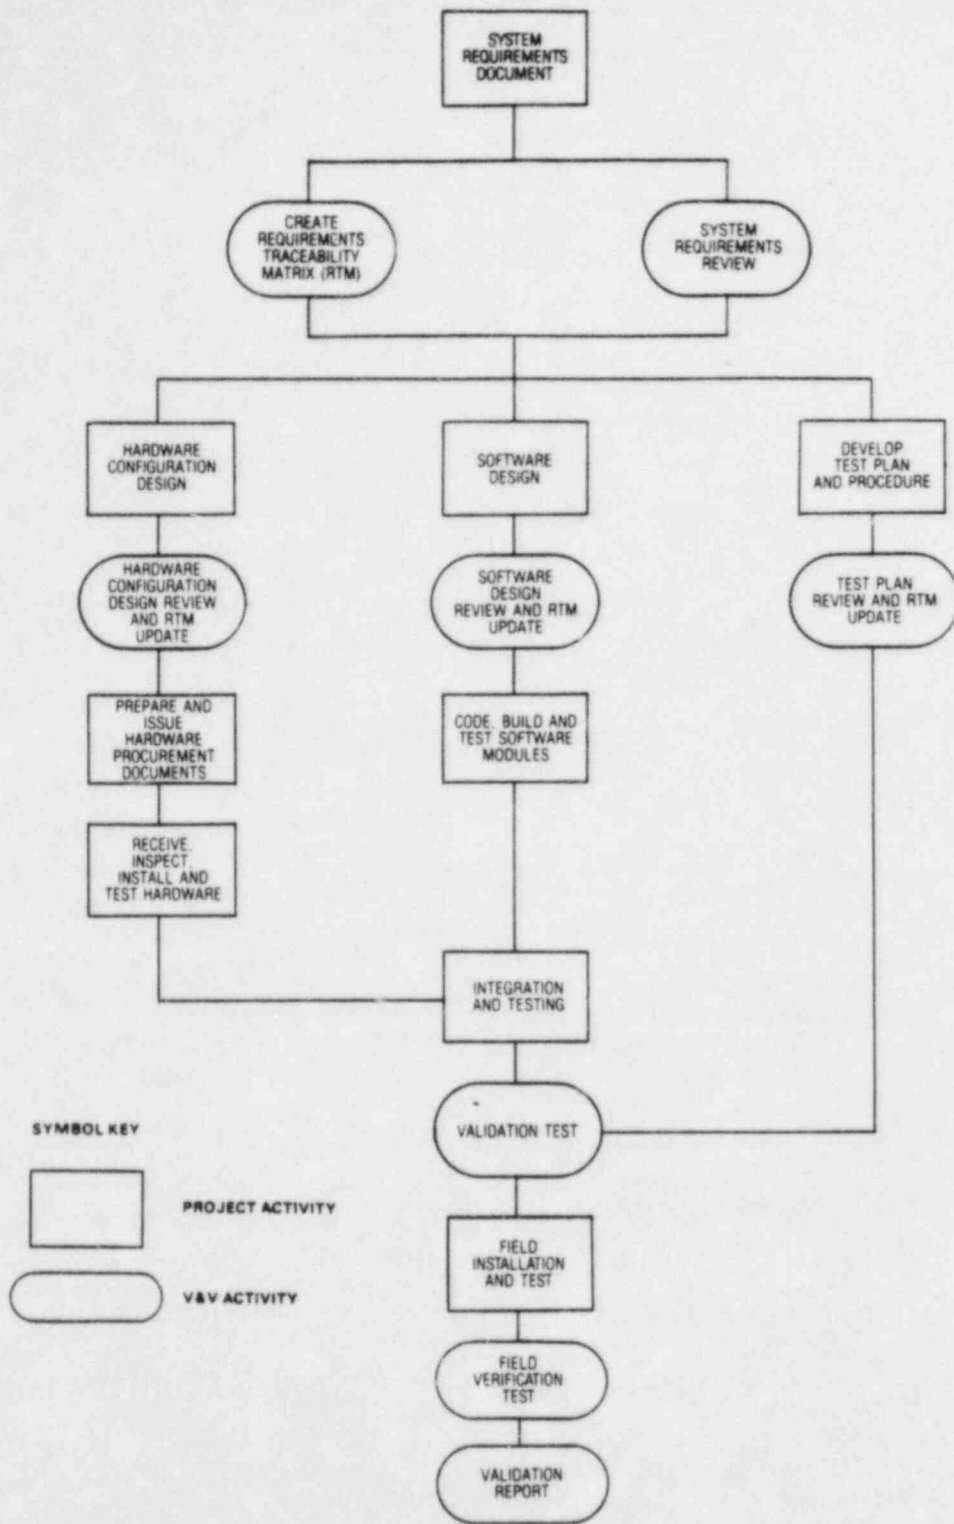 SYSTEM
REQUIREMENTS
DOCUMENT
CREATE
REQUIREMENTS
TRACEABILITY
MATRIX (RTM)
SYSTEM
REQUIREMENTS
REVIEW
HARDWARE
CONFIGURATION
DESIGN
SOFTWARE
DESIGN
DEVELOP
TEST PLAN
AND PROCEDURE
HARDWARE
CONFIGURATION
DESIGN REVIEW
AND RTM
UPDATE
SOFTWARE
DESIGN
REVIEW AND RTM
UPDATE
TEST PLAN
REVIEW AND RTM
UPDATE
PREPARE AND
ISSUE
HARDWARE
PROCUREMENT
DOCUMENTS
CODE, BUILD AND
TEST SOFTWARE
MODULES
RECEIVE,
INSPECT,
INSTALL AND
TEST HARDWARE
INTEGRATION
AND TESTING
VALIDATION TEST
SYMBOL KEY
PROJECT ACTIVITY
V&V ACTIVITY
FIELD
INSTALLATION
AND TEST
FIELD
VERIFICATION
TEST
VALIDATION
REPORT